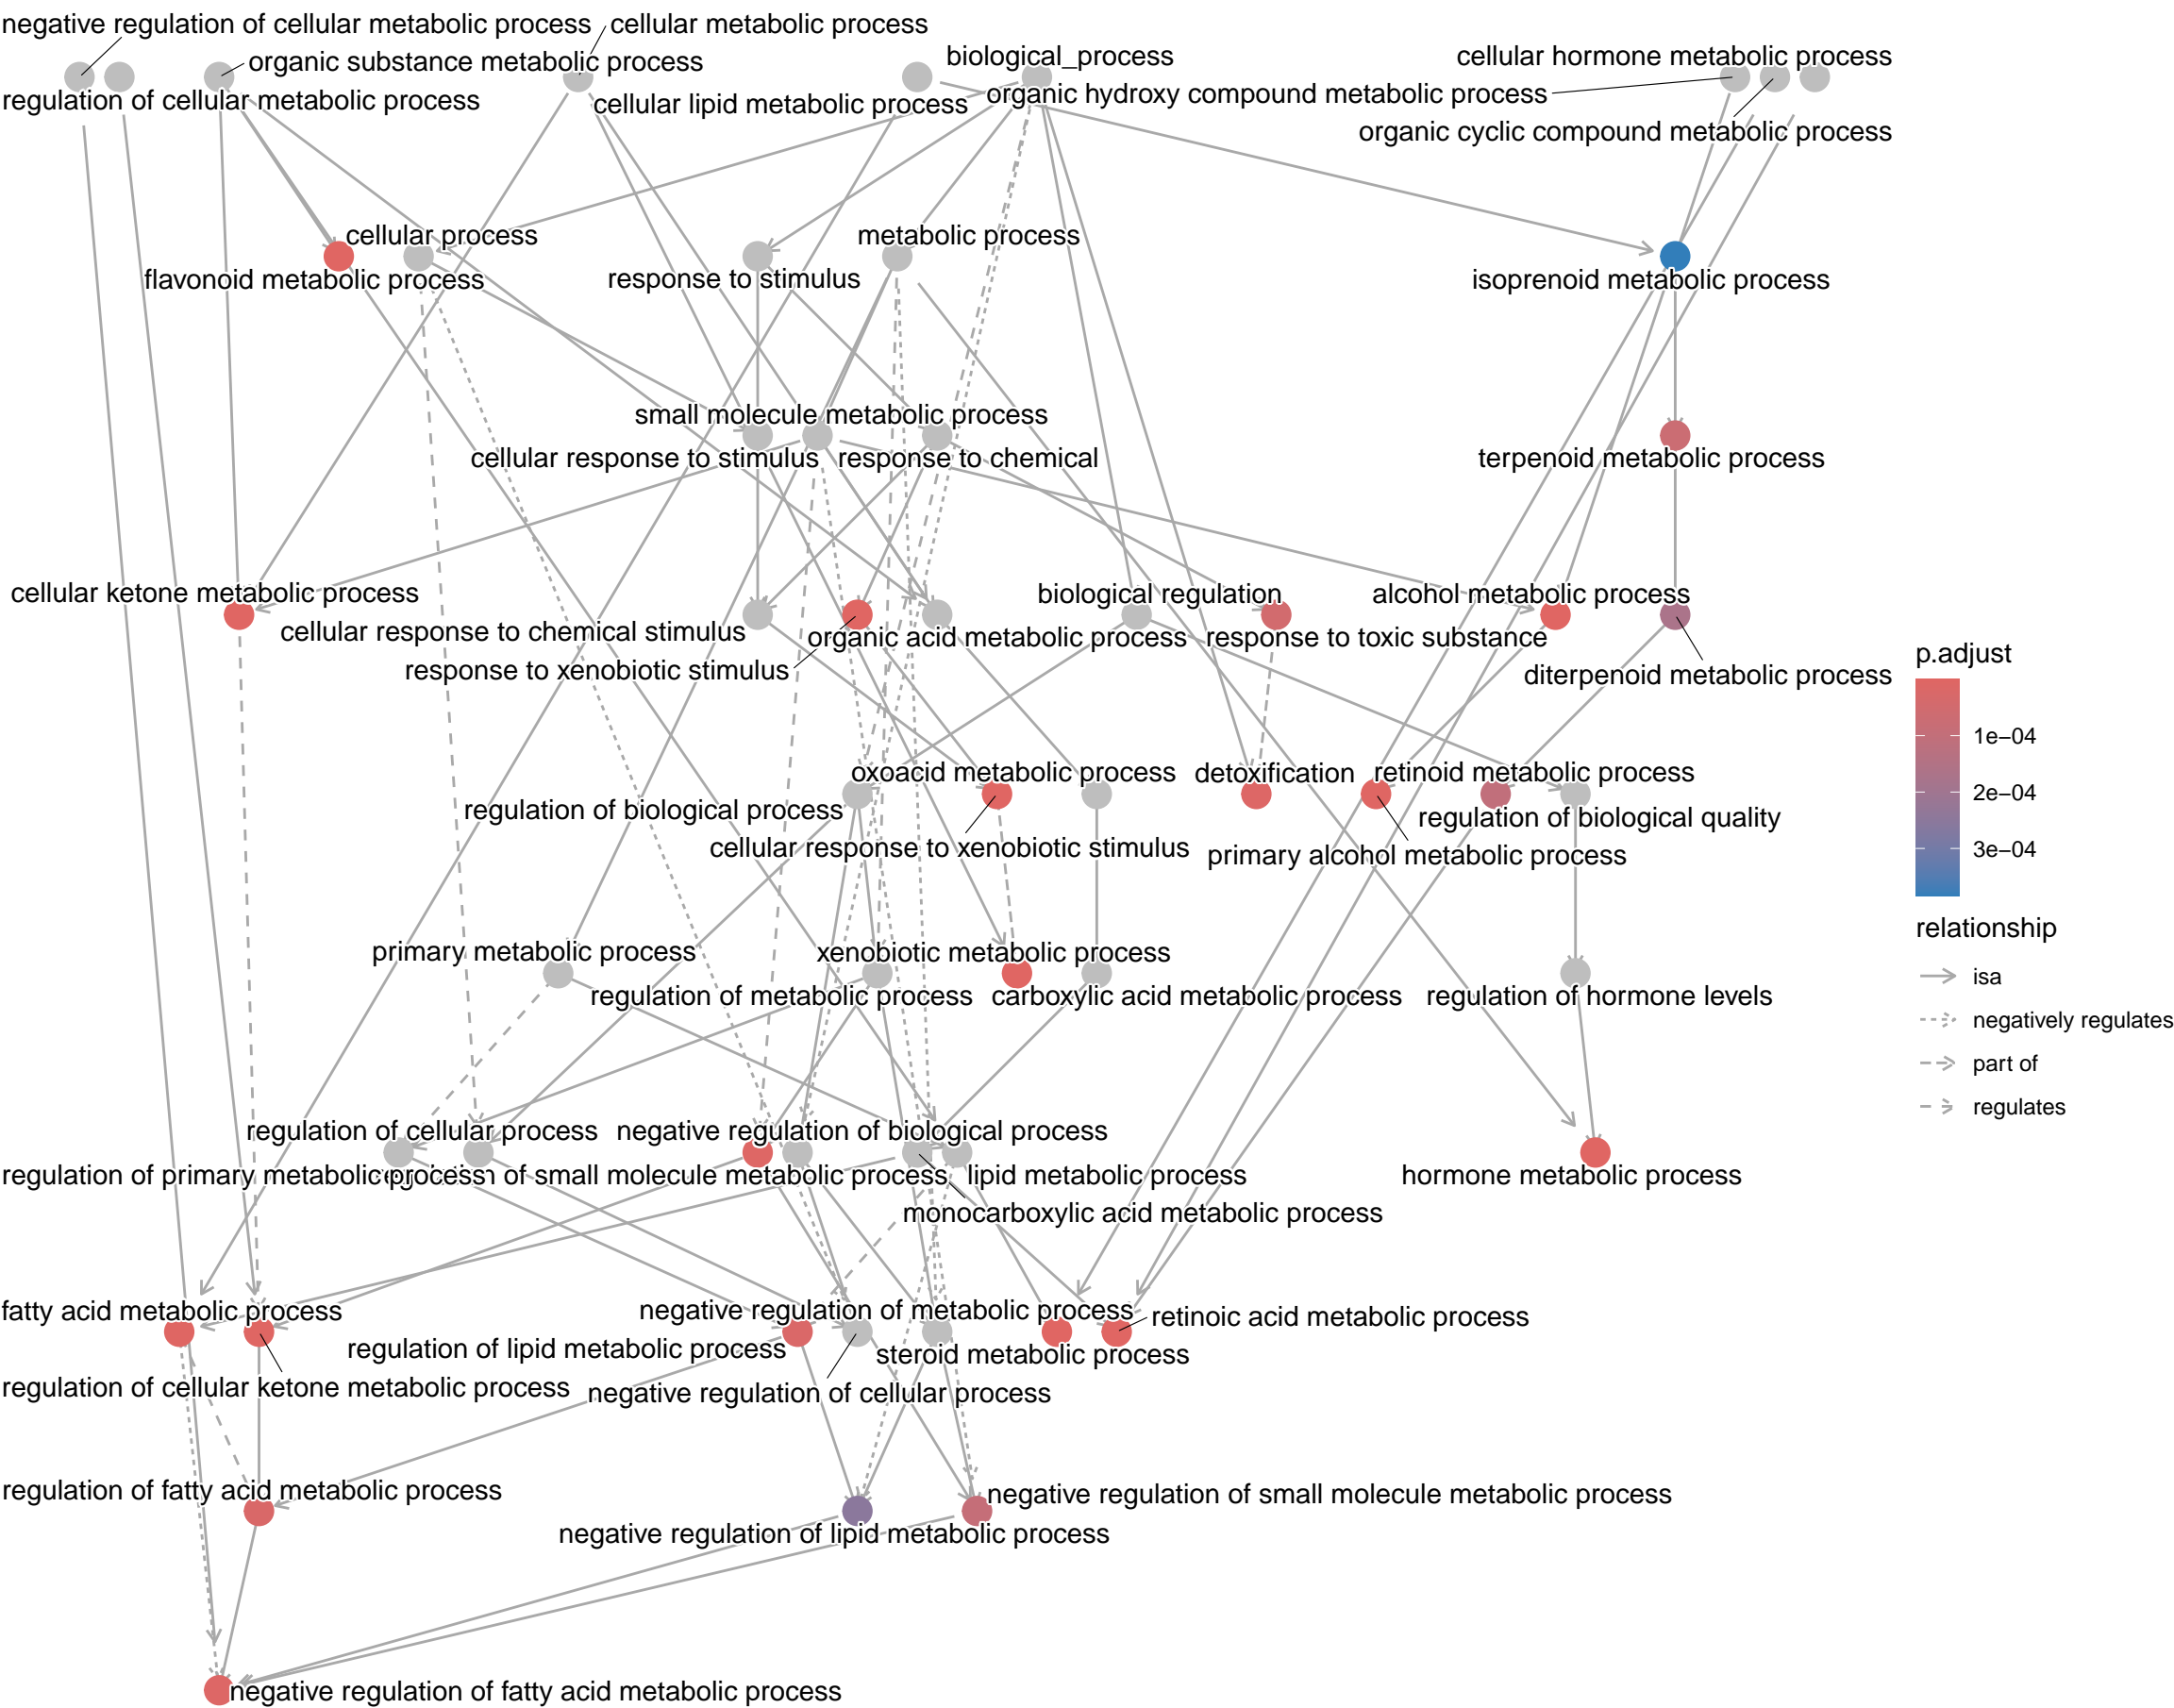 negative regulation of cellular metabolic process
cellular metabolic process
organic substance metabolic process
biological_process
cellular hormone metabolic process
regulation of cellular metabolic process
cellular lipid metabolic process
organic hydroxy compound metabolic process
organic cyclic compound metabolic process
cellular process
metabolic process
flavonoid metabolic process
response to stimulus
isoprenoid metabolic process
small molecule metabolic process
cellular response to stimulus
response to chemical
terpenoid metabolic process
cellular ketone metabolic process
biological regulation
alcohol metabolic process
cellular response to chemical stimulus
organic acid metabolic process
response to toxic substance
response to xenobiotic stimulus
diterpenoid metabolic process
oxoacid metabolic process
detoxification
retinoid metabolic process
regulation of biological process
regulation of biological quality
cellular response to xenobiotic stimulus
primary alcohol metabolic process
primary metabolic process
xenobiotic metabolic process
regulation of metabolic process
carboxylic acid metabolic process
regulation of hormone levels
regulation of cellular process
negative regulation of biological process
regulation of primary metabolic process
of small molecule metabolic process
lipid metabolic process
hormone metabolic process
monocarboxylic acid metabolic process
fatty acid metabolic process
negative regulation of metabolic process
retinoic acid metabolic process
regulation of lipid metabolic process
steroid metabolic process
regulation of cellular ketone metabolic process
negative regulation of cellular process
regulation of fatty acid metabolic process
negative regulation of small molecule metabolic process
negative regulation of lipid metabolic process
negative regulation of fatty acid metabolic process
p.adjust
1e−04
2e−04
3e−04
relationship
isa
negatively regulates
part of
regulates